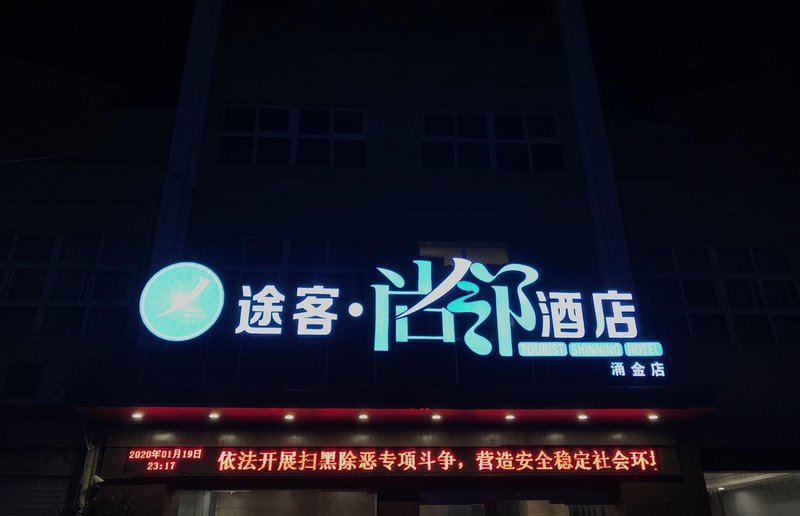 途客·尚邻酒店
TOURIST SHINNING HOTEL
涌金店
2020年01月19日
23:17
依法开展扫黑除恶专项斗争，营造安全稳定社会环